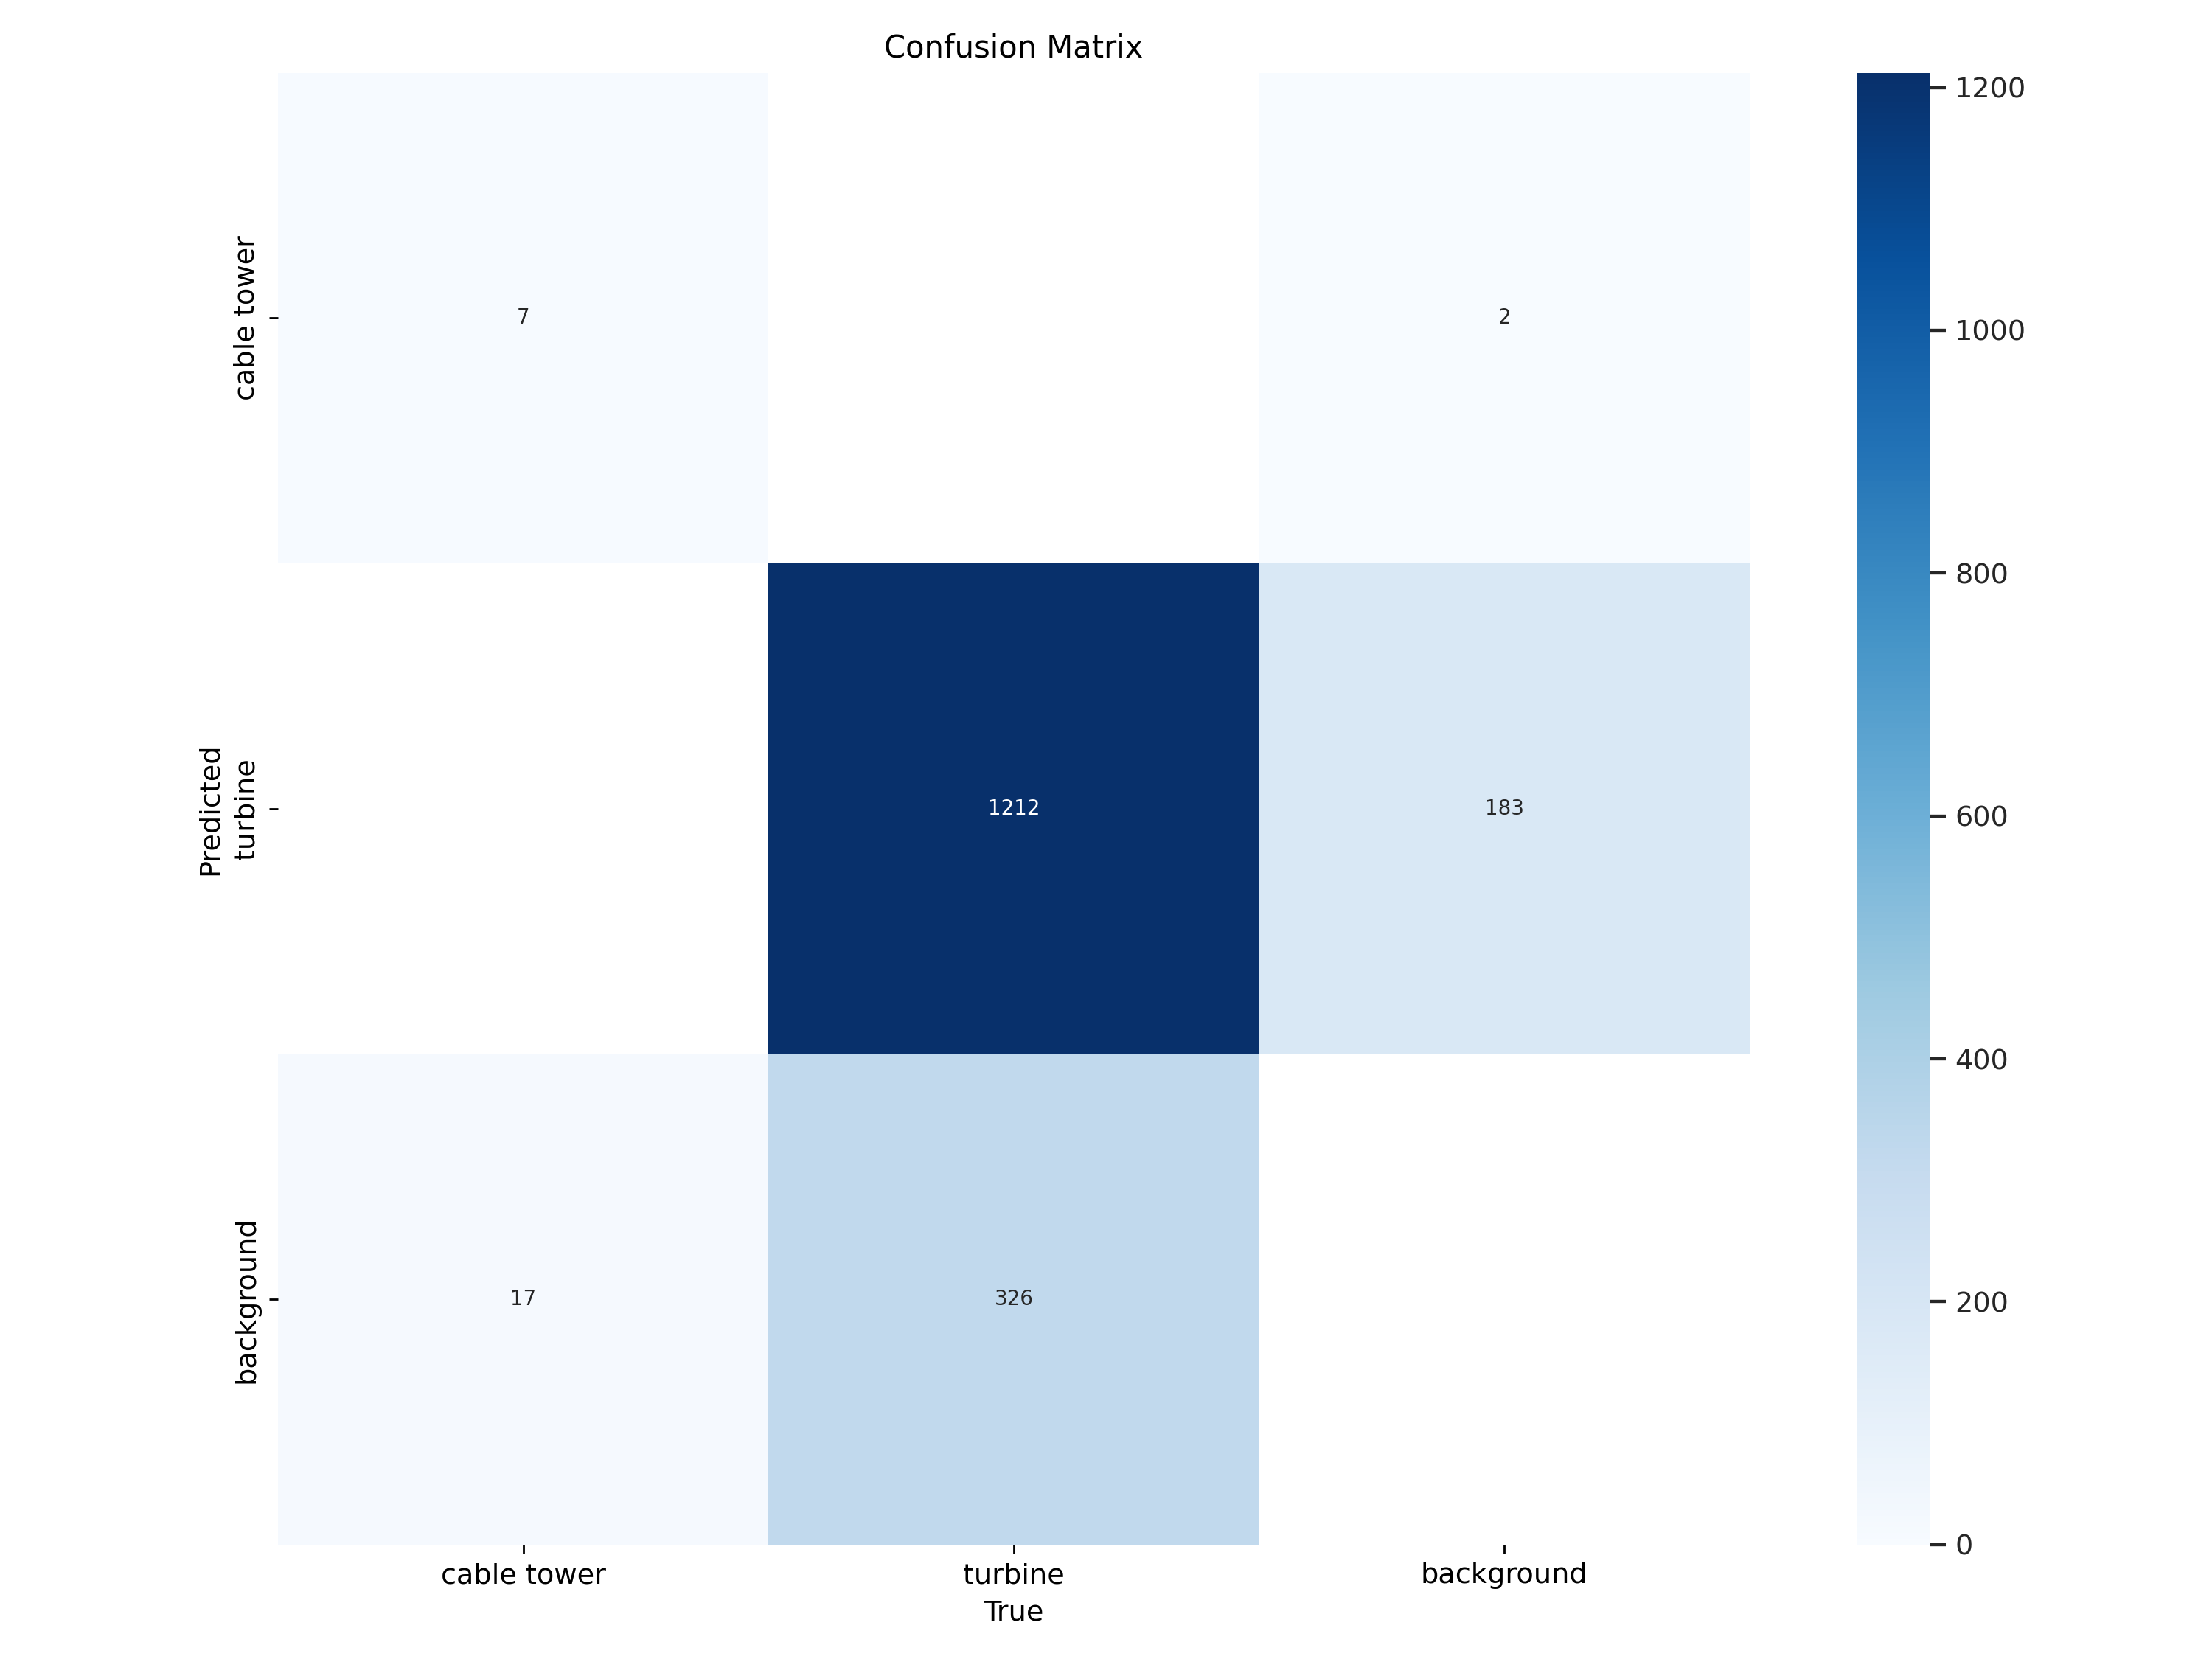 Confusion Matrix
cable tower
7
2
1200
1000
800
600
400
200
0
Predicted
turbine
1212
183
background
17
326
cable tower
turbine
background
True